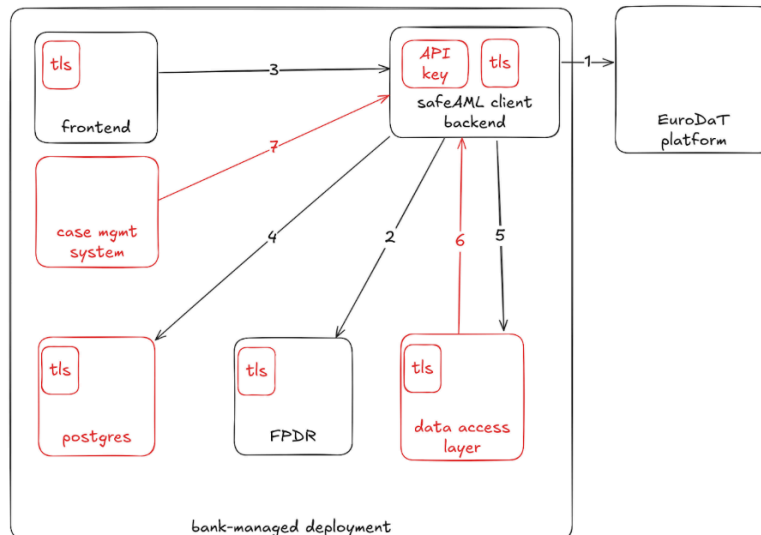 tls
frontend
3
API
key
tls
safeAML client
backend
1
EuroDaT
platform
case mgmt
system
7
4
2
6
5
tls
postgres
tls
FPDR
tls
data access
layer
bank-managed deployment